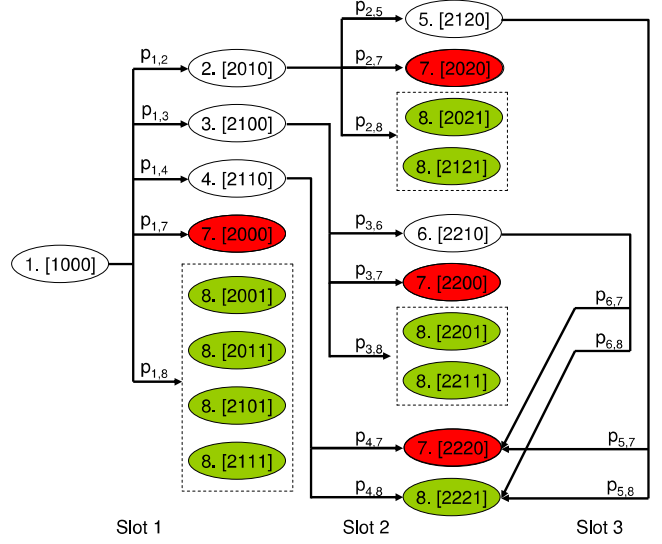 p1,2
2. [2010]
p1,3
3. [2100]
p1,4
4. [2110]
p1,7
7. [2000]
1. [1000]
8. [2001]
8. [2011]
p1,8
8. [2101]
8. [2111]
p2,5
5. [2120]
p2,7
7. [2020]
p2,8
8. [2021]
8. [2121]
p3,6
6. [2210]
p3,7
7. [2200]
p3,8
8. [2201]
8. [2211]
p6,7
p6,8
p4,7
7. [2220]
p5,7
p4,8
8. [2221]
p5,8
Slot 1
Slot 2
Slot 3